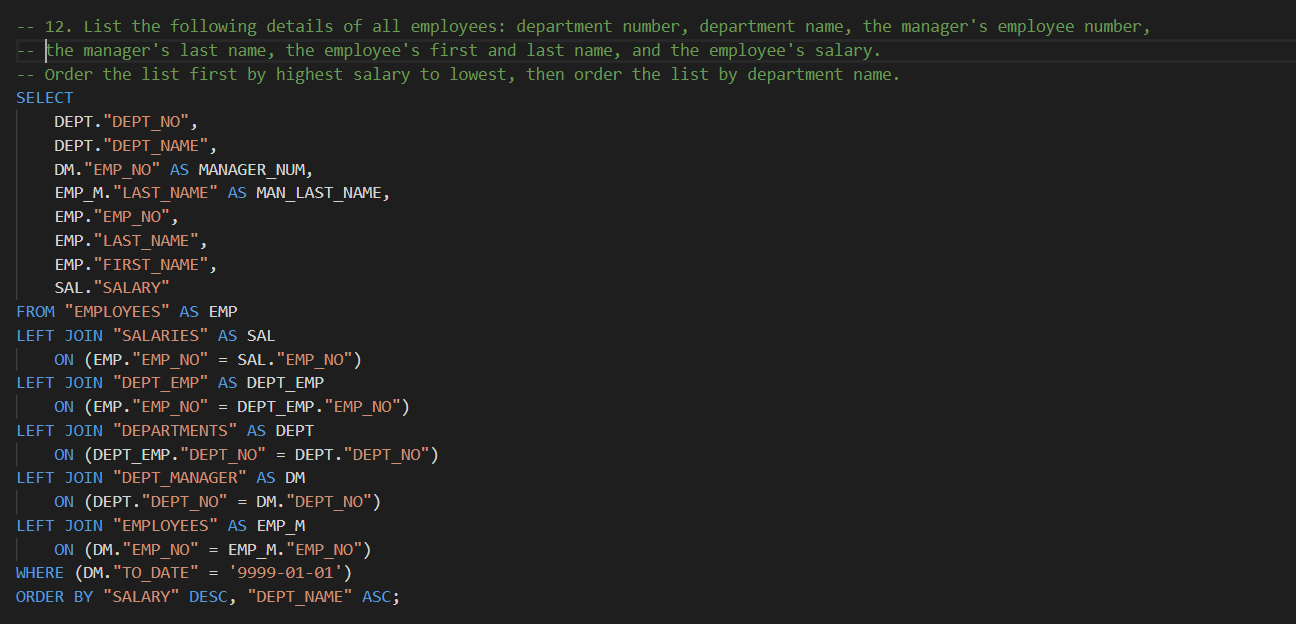 -- 12. List the following details of all employees: department number, department name, the manager's employee number,
-- the manager's last name, the employee's first and last name, and the employee's salary.
-- Order the list first by highest salary to lowest, then order the list by department name.
SELECT
    DEPT."DEPT_NO",
    DEPT."DEPT_NAME",
    DM."EMP_NO" AS MANAGER_NUM,
    EMP_M."LAST_NAME" AS MAN_LAST_NAME,
    EMP."EMP_NO",
    EMP."LAST_NAME",
    EMP."FIRST_NAME",
    SAL."SALARY"
FROM "EMPLOYEES" AS EMP
LEFT JOIN "SALARIES" AS SAL
    ON (EMP."EMP_NO" = SAL."EMP_NO")
LEFT JOIN "DEPT_EMP" AS DEPT_EMP
    ON (EMP."EMP_NO" = DEPT_EMP."EMP_NO")
LEFT JOIN "DEPARTMENTS" AS DEPT
    ON (DEPT_EMP."DEPT_NO" = DEPT."DEPT_NO")
LEFT JOIN "DEPT_MANAGER" AS DM
    ON (DEPT."DEPT_NO" = DM."DEPT_NO")
LEFT JOIN "EMPLOYEES" AS EMP_M
    ON (DM."EMP_NO" = EMP_M."EMP_NO")
WHERE (DM."TO_DATE" = '9999-01-01')
ORDER BY "SALARY" DESC, "DEPT_NAME" ASC;